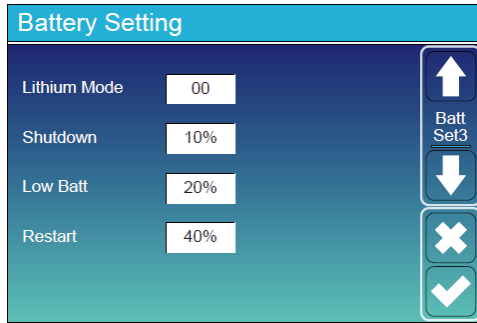 Battery Setting
Lithium Mode 00
Shutdown 10%
Low Batt 20%
Restart 40%
Batt
Set3